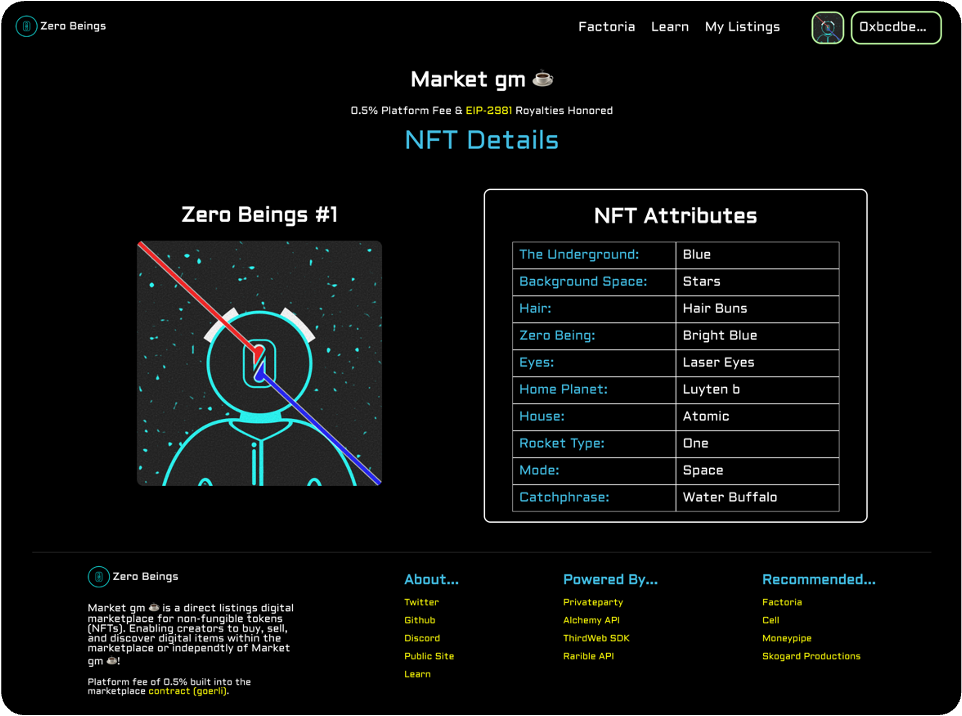 Zero Beings
Factoria Learn My Listings 0xbcdbe...
Market gm ☕
0.5% Platform Fee & EIP-2981 Royalties Honored
NFT Details
Zero Beings #1
NFT Attributes
The Underground: Blue
Background Space: Stars
Hair: Hair Buns
Zero Being: Bright Blue
Eyes: Laser Eyes
Home Planet: Luyten b
House: Atomic
Rocket Type: One
Mode: Space
Catchphrase: Water Buffalo
Zero Beings
Market gm ☕ is a direct listings digital
marketplace for non-fungible tokens
(NFTs). Enabling creators to buy, sell,
and discover digital items within the
marketplace or independtly of Market
gm ☕!
Platform fee of 0.5% built into the
marketplace contract (goerli).
About...
Twitter
Github
Discord
Public Site
Learn
Powered By...
Privateparty
Alchemy API
ThirdWeb SDK
Rarible API
Recommended...
Factoria
Cell
Moneypipe
Skogard Productions